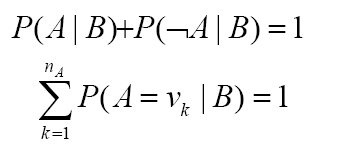 P(A | B)+P(¬A | B) = 1
n_A
∑ P(A = v_k | B) = 1
k=1